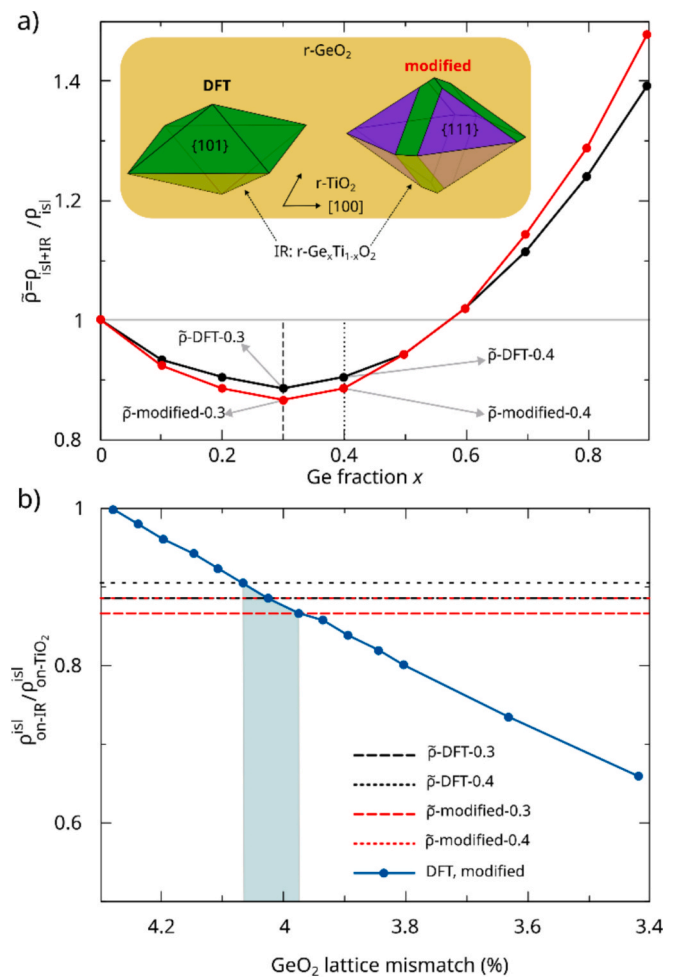 a)
1.4
1.2
1
0.8
ρ̃=ρisl+IR/ρisl
r-GeO2
DFT
modified
{101}
{111}
r-TiO2
[100]
IR: r-GexTi1-xO2
ρ̃-DFT-0.3
ρ̃-DFT-0.4
ρ̃-modified-0.3
ρ̃-modified-0.4
0 0.2 0.4 0.6 0.8
Ge fraction x
b)
1
0.8
0.6
ρislon-IR/ρislon-TiO2
ρ̃-DFT-0.3
ρ̃-DFT-0.4
ρ̃-modified-0.3
ρ̃-modified-0.4
DFT, modified
4.2 4 3.8 3.6 3.4
GeO2 lattice mismatch (%)